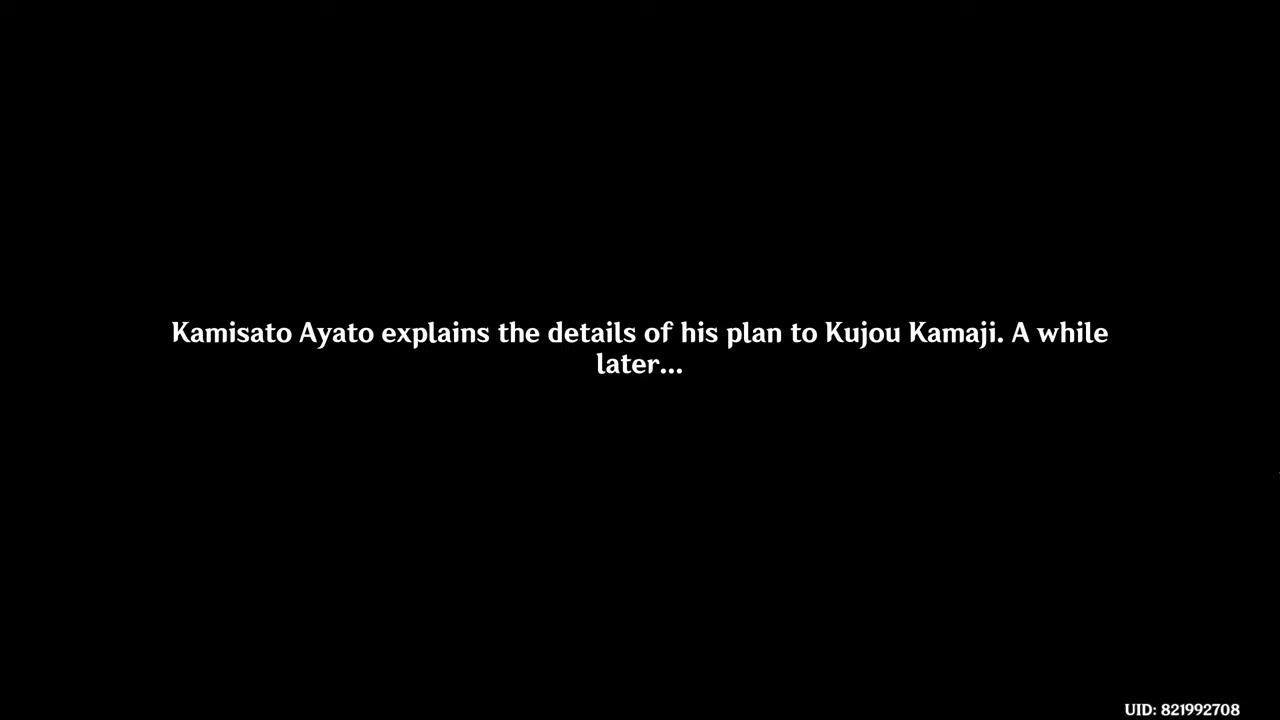 Kamisato Ayato explains the details of his plan to Kujou Kamaji. A while
later...
UID: 821992708